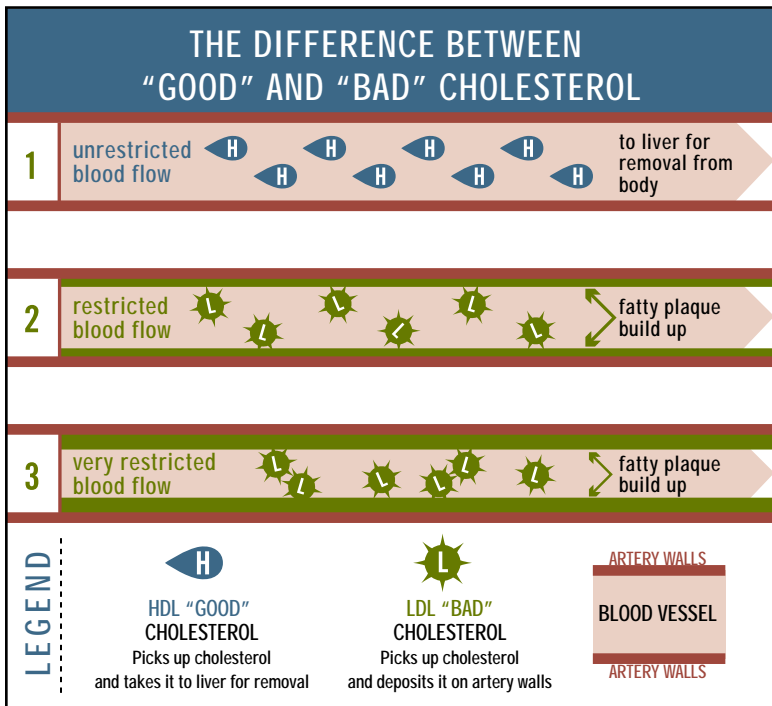 THE DIFFERENCE BETWEEN
“GOOD” AND “BAD” CHOLESTEROL
1
unrestricted
blood flow
H H H H
H H H H
to liver for
removal from
body
2
restricted
blood flow
L L L
L L L
fatty plaque
build up
3
very restricted
blood flow
L L L L
L L
fatty plaque
build up
LEGEND
H
HDL “GOOD”
CHOLESTEROL
Picks up cholesterol
and takes it to liver for removal
L
LDL “BAD”
CHOLESTEROL
Picks up cholesterol
and deposits it on artery walls
ARTERY WALLS
BLOOD VESSEL
ARTERY WALLS